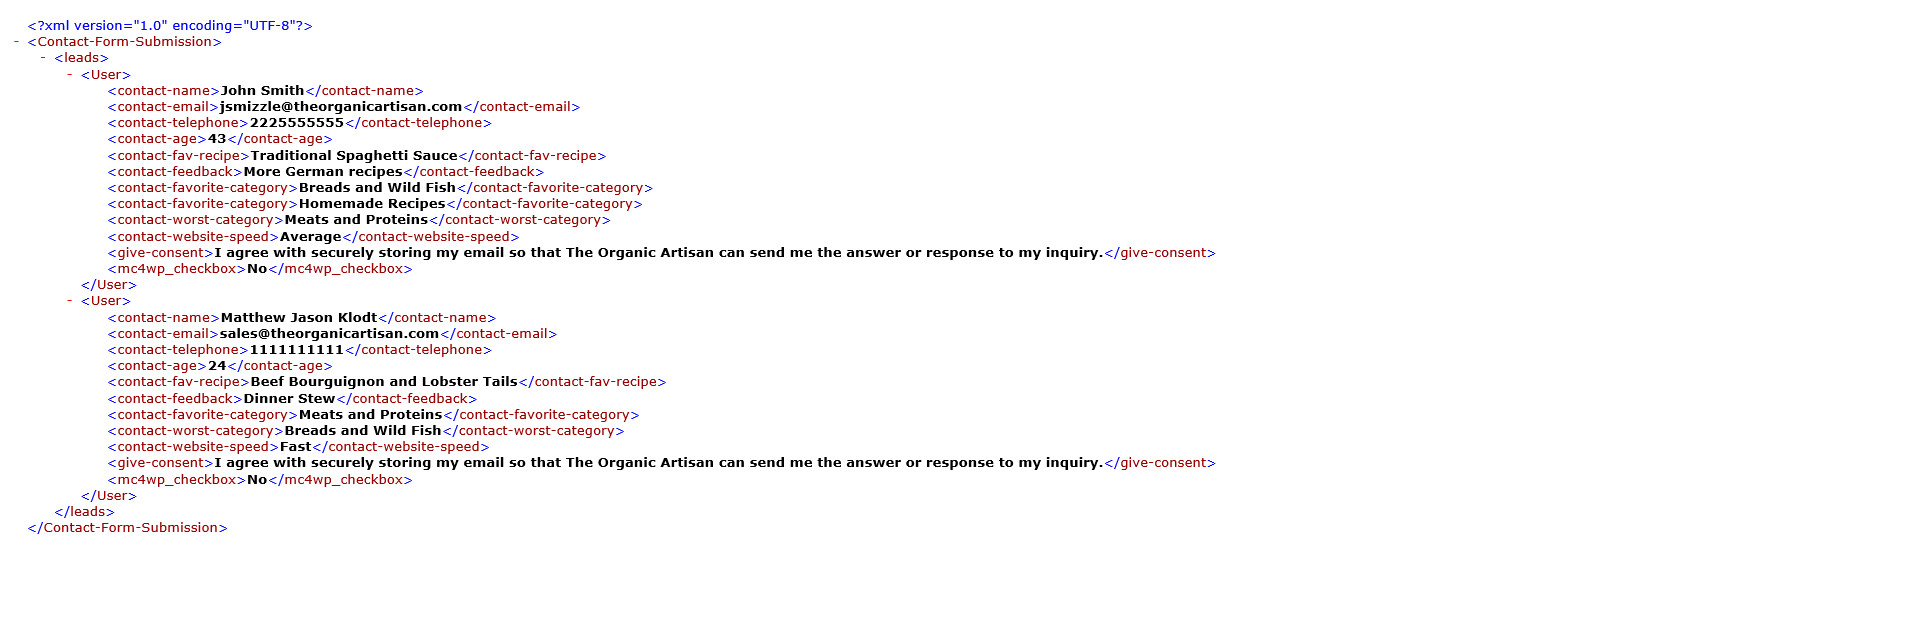 <?xml version="1.0" encoding="UTF-8"?>
- <Contact-Form-Submission>
- <leads>
- <User>
<contact-name>John Smith</contact-name>
<contact-email>jsmizzle@theorganicartisan.com</contact-email>
<contact-telephone>2225555555</contact-telephone>
<contact-age>43</contact-age>
<contact-fav-recipe>Traditional Spaghetti Sauce</contact-fav-recipe>
<contact-feedback>More German recipes</contact-feedback>
<contact-favorite-category>Breads and Wild Fish</contact-favorite-category>
<contact-favorite-category>Homemade Recipes</contact-favorite-category>
<contact-worst-category>Meats and Proteins</contact-worst-category>
<contact-website-speed>Average</contact-website-speed>
<give-consent>I agree with securely storing my email so that The Organic Artisan can send me the answer or response to my inquiry.</give-consent>
<mc4wp_checkbox>No</mc4wp_checkbox>
</User>
- <User>
<contact-name>Matthew Jason Klodt</contact-name>
<contact-email>sales@theorganicartisan.com</contact-email>
<contact-telephone>1111111111</contact-telephone>
<contact-age>24</contact-age>
<contact-fav-recipe>Beef Bourguignon and Lobster Tails</contact-fav-recipe>
<contact-feedback>Dinner Stew</contact-feedback>
<contact-favorite-category>Meats and Proteins</contact-favorite-category>
<contact-worst-category>Breads and Wild Fish</contact-worst-category>
<contact-website-speed>Fast</contact-website-speed>
<give-consent>I agree with securely storing my email so that The Organic Artisan can send me the answer or response to my inquiry.</give-consent>
<mc4wp_checkbox>No</mc4wp_checkbox>
</User>
</leads>
</Contact-Form-Submission>